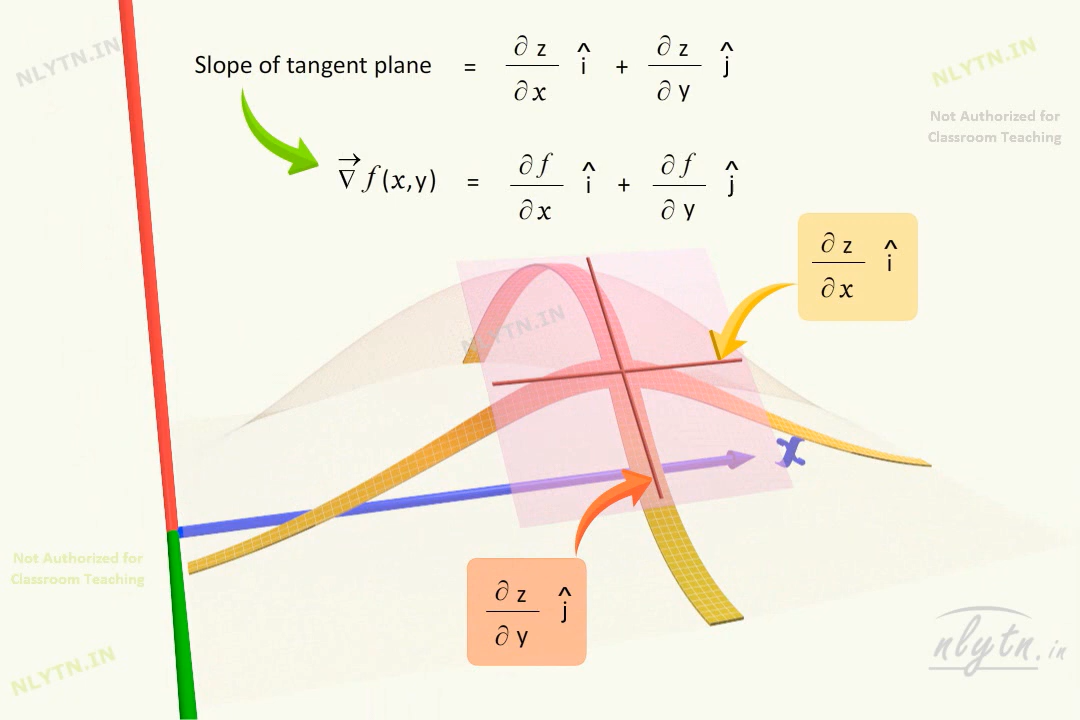 NLYTN.IN
NLYTN.IN
Slope of tangent plane = ∂z/∂x î + ∂z/∂y ĵ
Not Authorized for
Classroom Teaching
∇⃗ f(x,y) = ∂f/∂x î + ∂f/∂y ĵ
∂z/∂x î
NLYTN.IN
x
Not Authorized for
Classroom Teaching
∂z/∂y ĵ
nlytn.in
NLYTN.IN